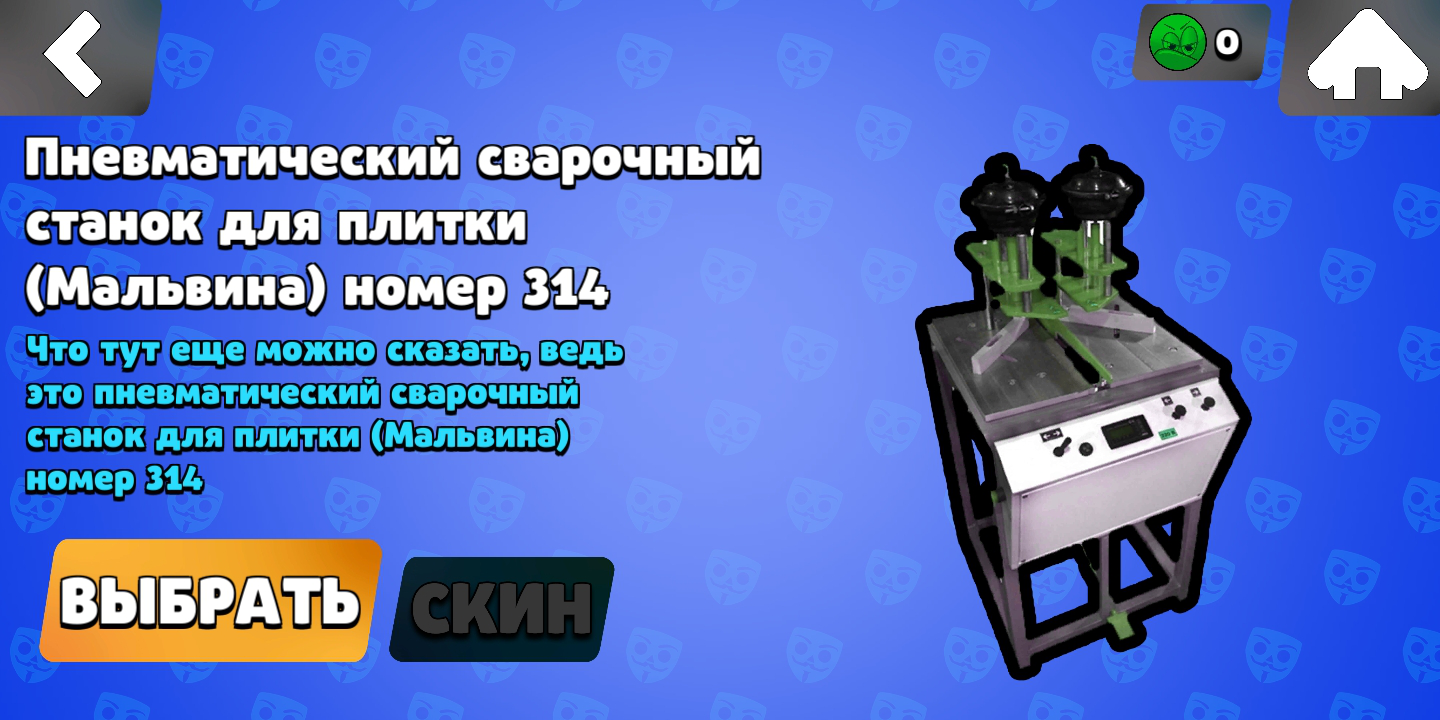 0
Пневматический сварочный
станок для плитки
(Мальвина) номер 314
Что тут еще можно сказать, ведь
это пневматический сварочный
станок для плитки (Мальвина)
номер 314
ВЫБРАТЬ
СКИН